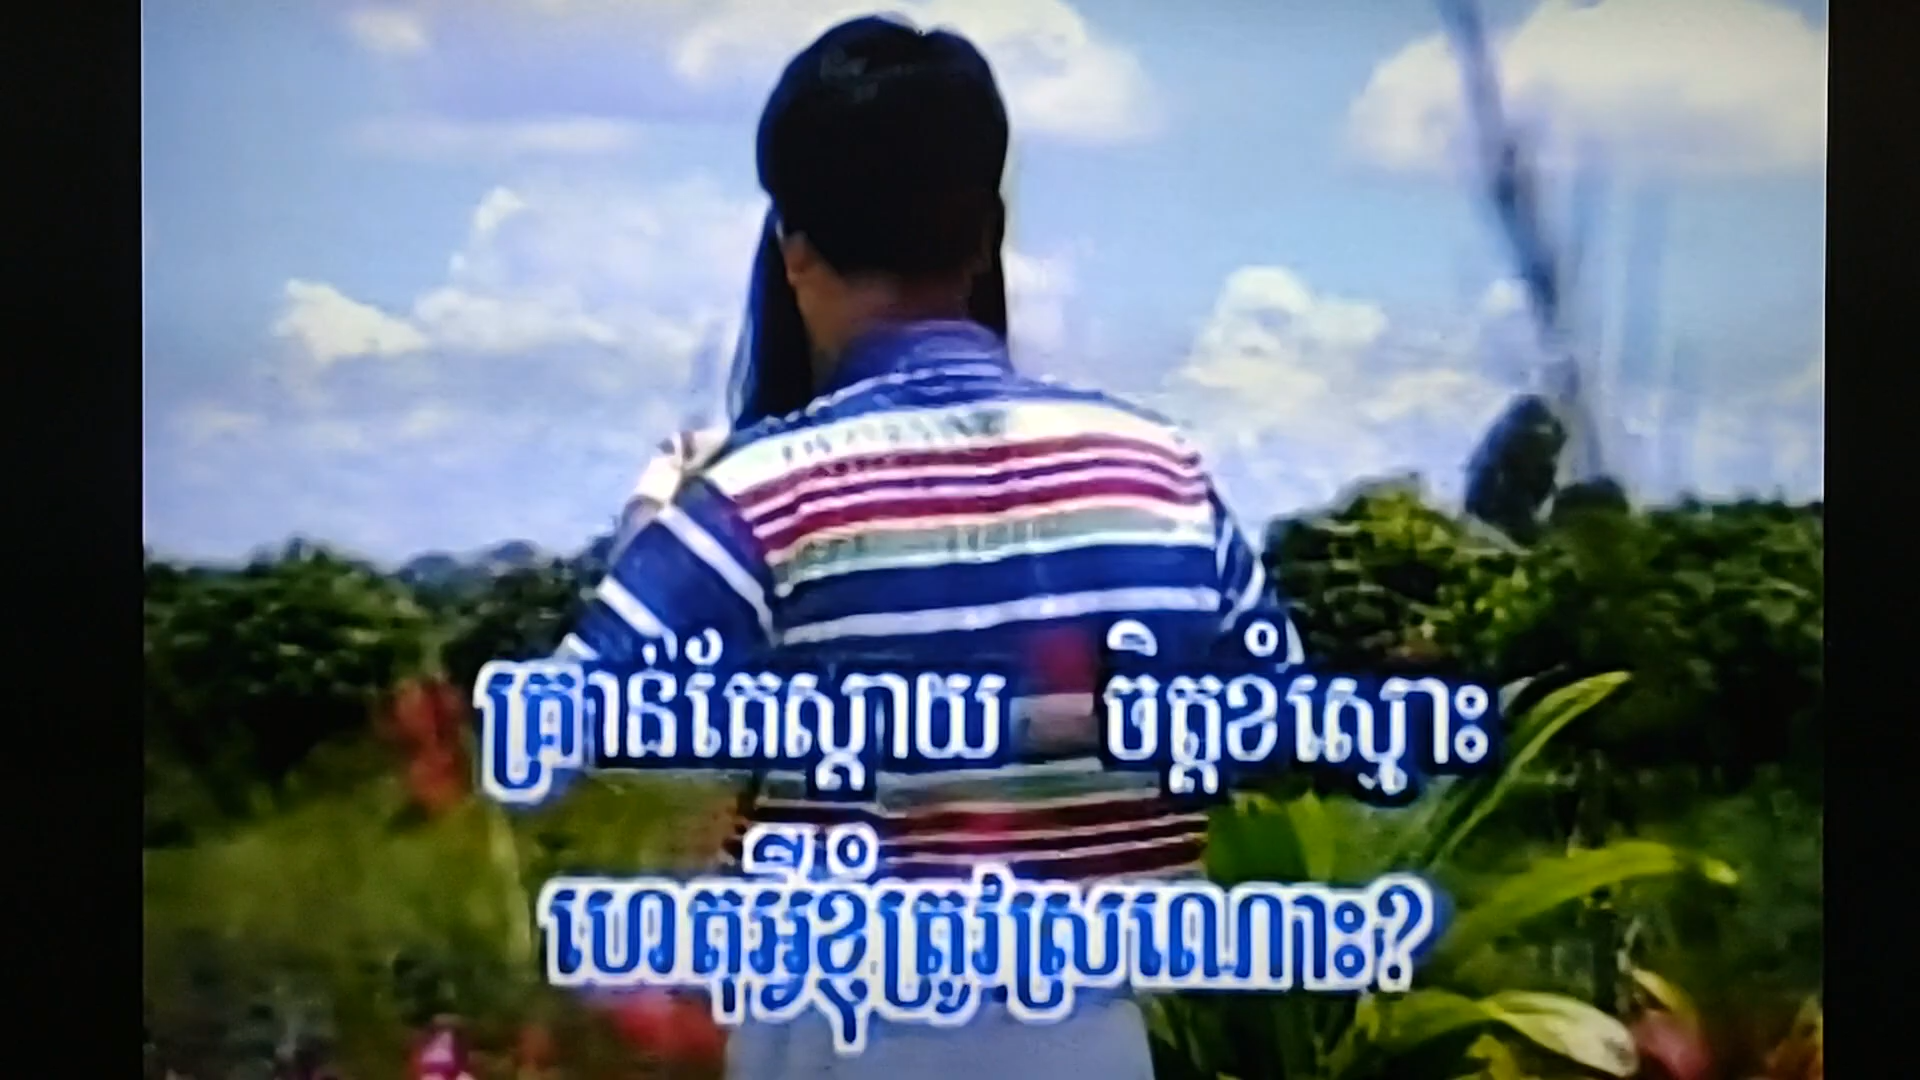 គ្រាន់តែស្តាយ ចិត្តខំស្មោះ
ហេតុអ្វីខ្ញុំត្រូវស្រណោះ?